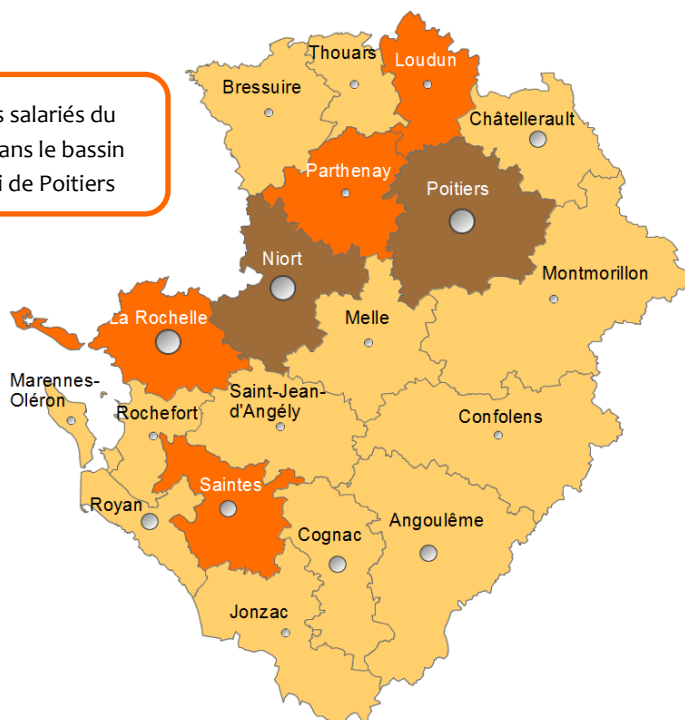 Thouars
Loudun
Bressuire
s salariés du
ans le bassin
i de Poitiers
Châtellerault
Parthenay
Poitiers
Niort
Montmorillon
La Rochelle
Melle
Marennes-
Oléron
Rochefort
Saint-Jean-
d'Angély
Confolens
Saintes
Royan
Cognac
Angoulême
Jonzac